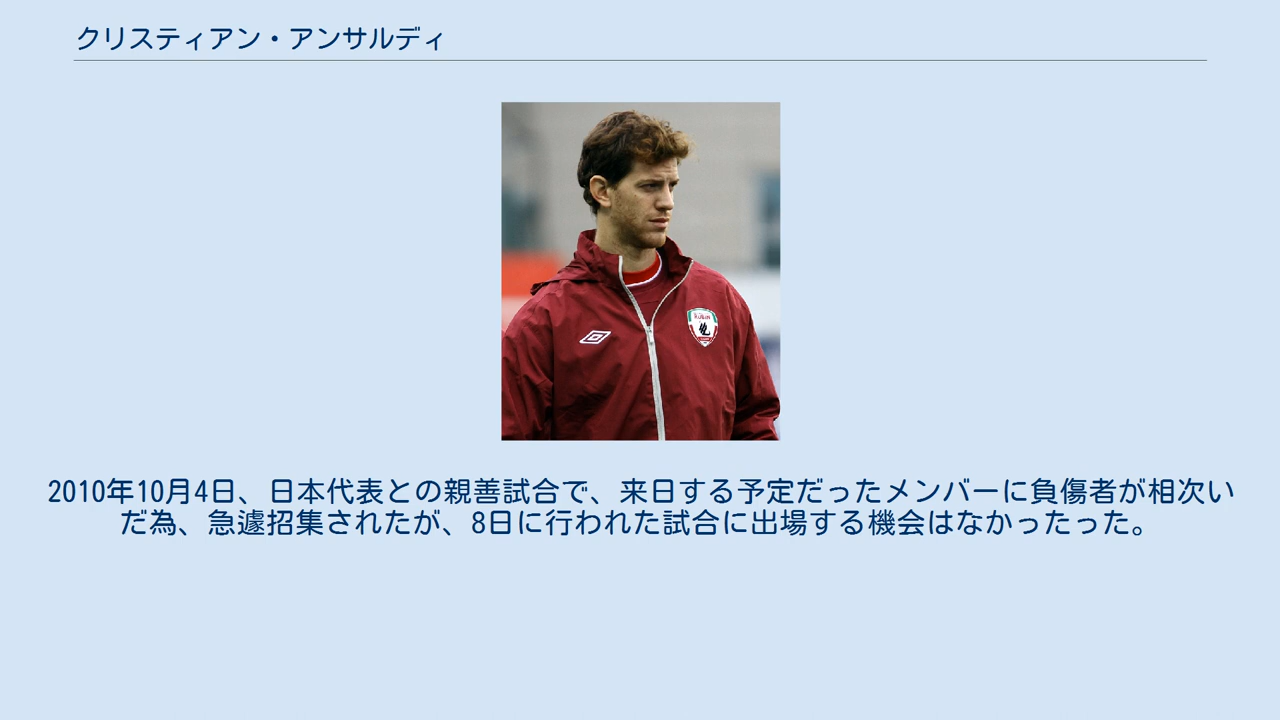 クリスティアン・アンサルディ
2010年10月4日、日本代表との親善試合で、来日する予定だったメンバーに負傷者が相次い
だ為、急遽招集されたが、8日に行われた試合に出場する機会はなかったった。